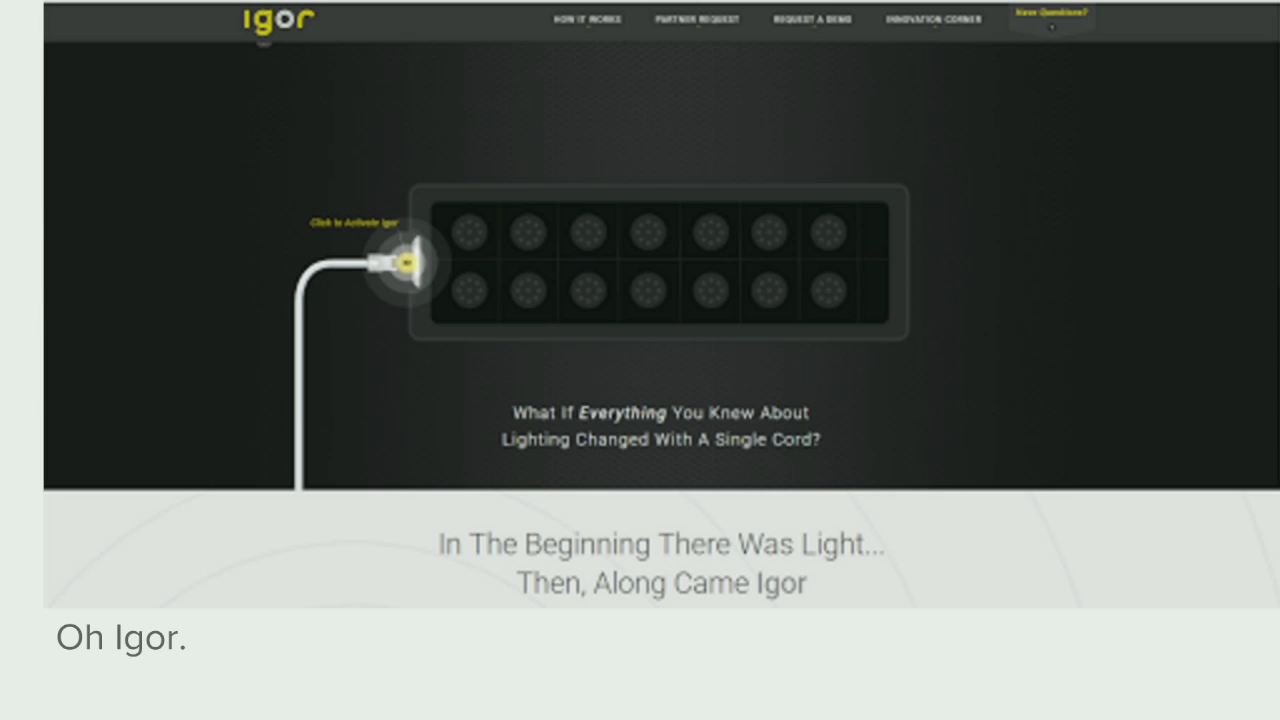 igor
HOW IT WORKS
PARTNER REQUEST
REQUEST A DEMO
INNOVATION CORNER
Have Questions?
Click to Activate Igor
What If Everything You Knew About
Lighting Changed With A Single Cord?
In The Beginning There Was Light...
Then, Along Came Igor
Oh Igor.